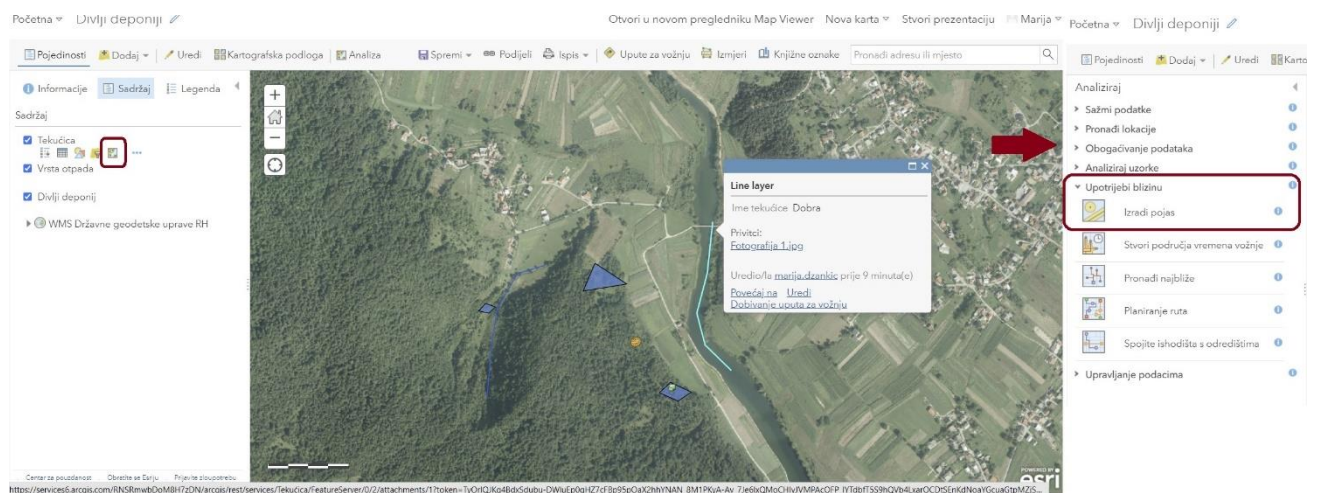 Početna Divlji deponiji
Otvori u novom pregledniku Map Viewer Nova karta Stvori prezentaciju Marija
Pojedinosti Dodaj Uredi Kartografska podloga Analiza Spremi Podijeli Ispis Upute za vožnju Izmjeri Knjižne oznake Pronađi adresu ili mjesto
Informacije Sadržaj Legenda
Sadržaj
Tekućica
Vrsta otpada
Divlji deponij
WMS Državne geodetske uprave RH
Line layer
Ime tekućice Dobra
Privitci:
Fotografija 1.jpg
Uredio/la marija.dzankic prije 9 minuta(e)
Povećaj na Uredi
Dobivanje uputa za vožnju
POWERED BY
esri
Centar za pouzdanost Obratite se Esriju Prijavite zloupotrebu
Početna Divlji deponiji
Pojedinosti Dodaj Uredi Karto
Analiziraj
Sažmi podatke
Pronađi lokacije
Obogaćivanje podataka
Analiziraj uzorke
Upotrijebi blizinu
Izradi pojas
Stvori područja vremena vožnje
Pronađi najbliže
Planiranje ruta
Spojite ishodišta s odredištima
Upravljanje podacima